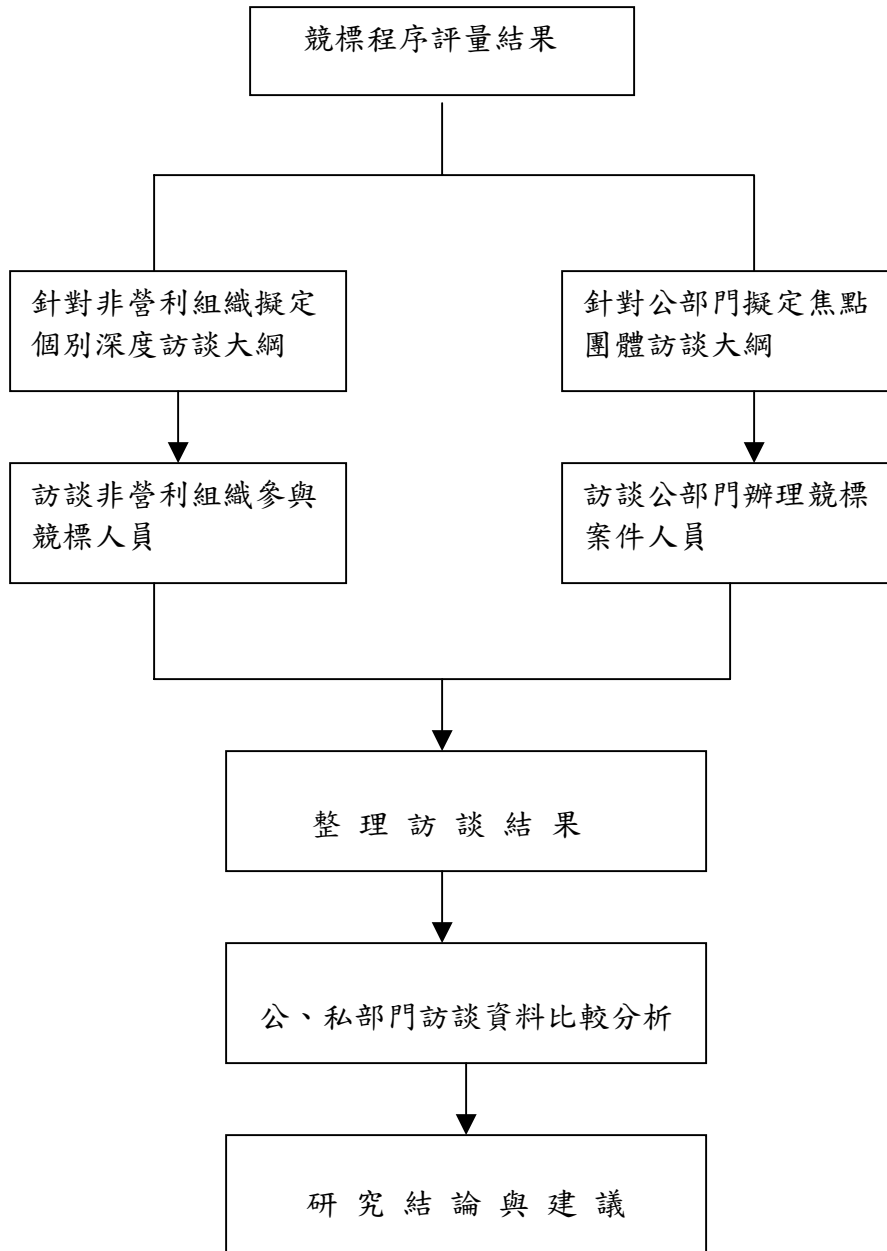 競標程序評量結果
針對非營利組織擬定
個別深度訪談大綱
針對公部門擬定焦點
團體訪談大綱
訪談非營利組織參與
競標人員
訪談公部門辦理競標
案件人員
整 理 訪 談 結 果
公、私部門訪談資料比較分析
研 究 結 論 與 建 議